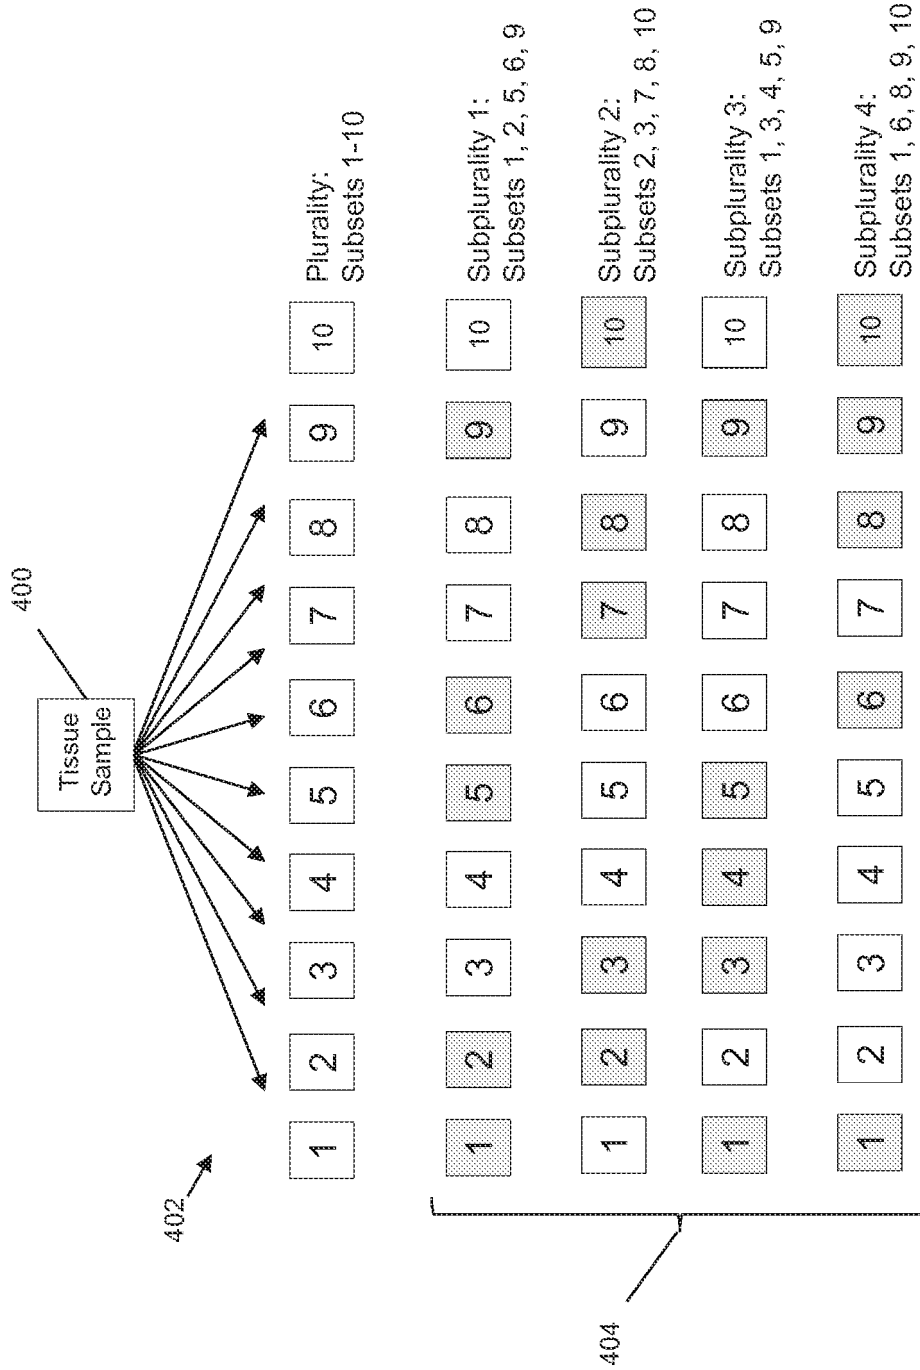 400
Tissue
Sample
402
1 2 3 4 5 6 7 8 9 10
Plurality:
Subsets 1-10
1 2 3 4 5 6 7 8 9 10
Subplurality 1:
Subsets 1, 2, 5, 6, 9
1 2 3 4 5 6 7 8 9 10
Subplurality 2:
Subsets 2, 3, 7, 8, 10
1 2 3 4 5 6 7 8 9 10
Subplurality 3:
Subsets 1, 3, 4, 5, 9
1 2 3 4 5 6 7 8 9 10
Subplurality 4:
Subsets 1, 6, 8, 9, 10
404